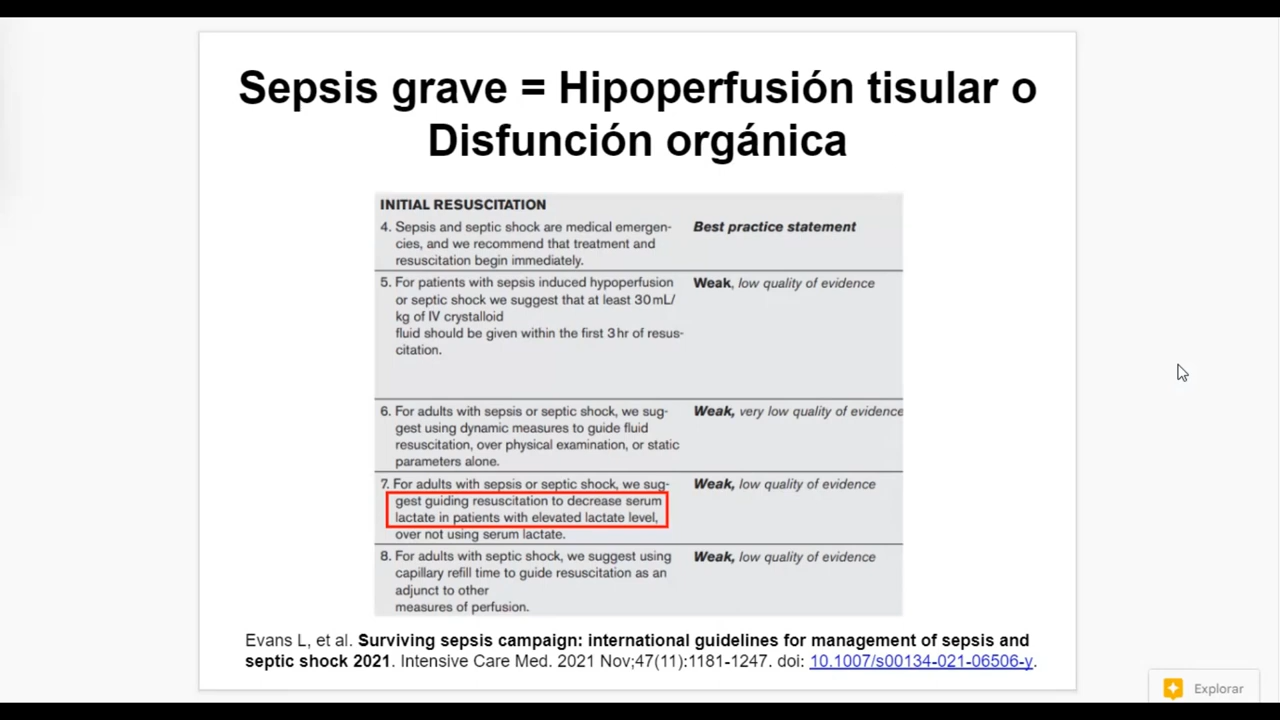 Sepsis grave = Hipoperfusión tisular o
Disfunción orgánica
INITIAL RESUSCITATION
4. Sepsis and septic shock are medical emergen-
cies, and we recommend that treatment and
resuscitation begin immediately.
Best practice statement
5. For patients with sepsis induced hypoperfusion
or septic shock we suggest that at least 30 mL/
kg of IV crystalloid
fluid should be given within the first 3 hr of resus-
citation.
Weak, low quality of evidence
6. For adults with sepsis or septic shock, we sug-
gest using dynamic measures to guide fluid
resuscitation, over physical examination, or static
parameters alone.
Weak, very low quality of evidence
7. For adults with sepsis or septic shock, we sug-
gest guiding resuscitation to decrease serum
lactate in patients with elevated lactate level,
over not using serum lactate.
Weak, low quality of evidence
8. For adults with septic shock, we suggest using
capillary refill time to guide resuscitation as an
adjunct to other
measures of perfusion.
Weak, low quality of evidence
Evans L, et al. Surviving sepsis campaign: international guidelines for management of sepsis and
septic shock 2021. Intensive Care Med. 2021 Nov;47(11):1181-1247. doi: 10.1007/s00134-021-06506-y.
Explorar